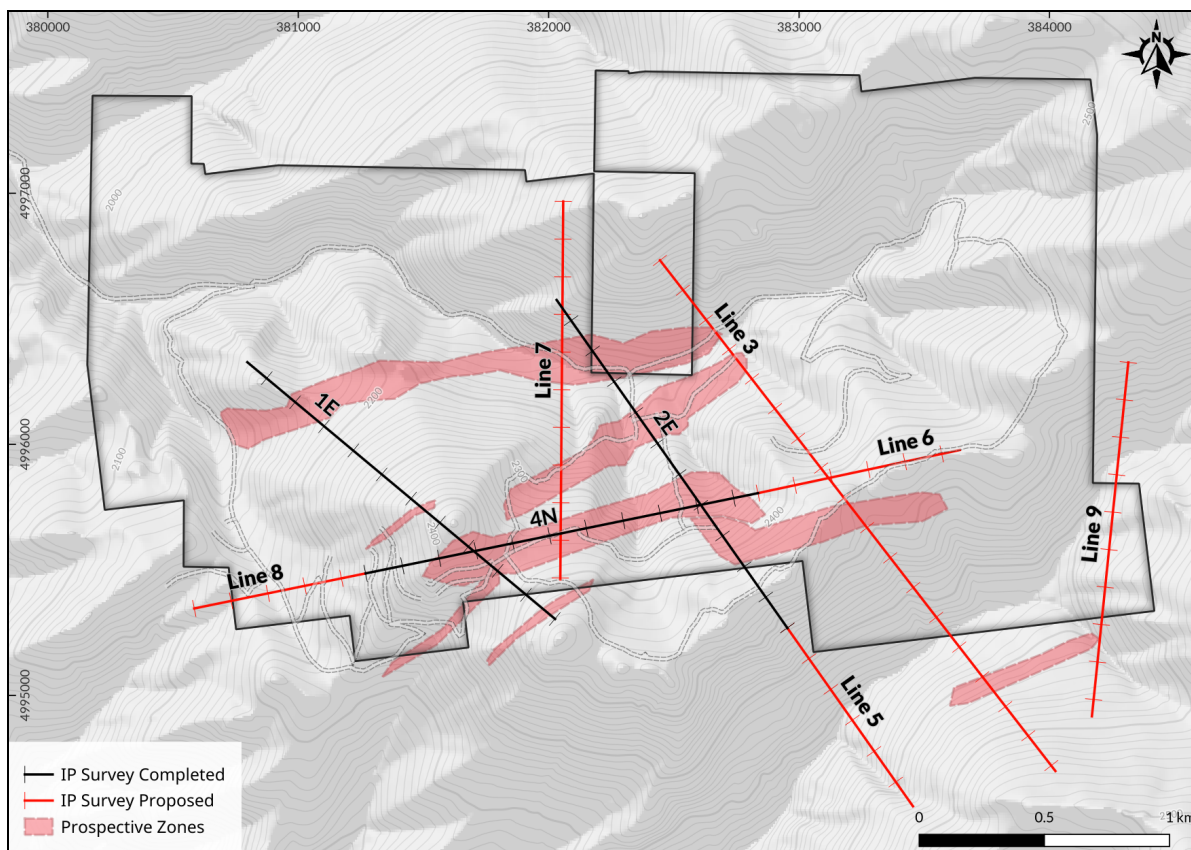 380000
381000
382000
383000
384000
N
2500
4997000
2000
Line 3
Line 7
2200
1E
2E
4996000
Line 6
2100
2300
2400
4N
2400
Line 9
Line 8
4995000
Line 5
IP Survey Completed
IP Survey Proposed
Prospective Zones
0
0.5
1 km